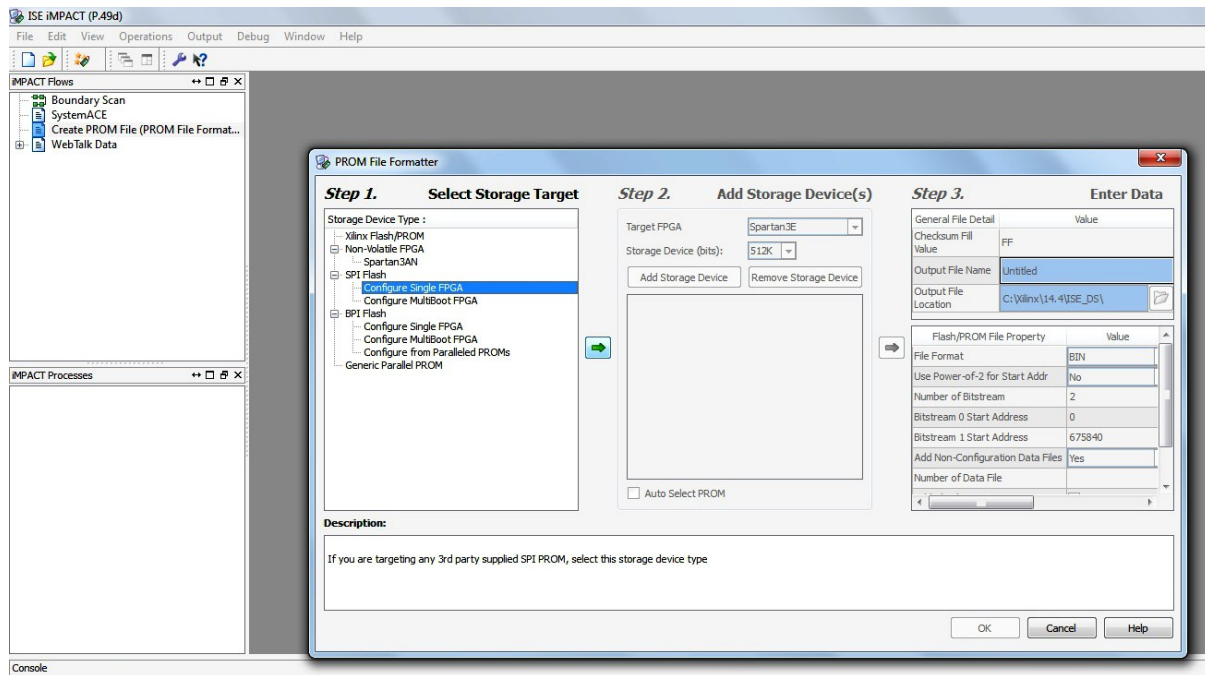 ISE iMPACT (P.49d)
File Edit View Operations Output Debug Window Help
iMPACT Flows
Boundary Scan
SystemACE
Create PROM File (PROM File Format...
WebTalk Data
iMPACT Processes
Console
PROM File Formatter
Step 1. Select Storage Target
Storage Device Type :
Xilinx Flash/PROM
Non-Volatile FPGA
Spartan3AN
SPI Flash
Configure Single FPGA
Configure MultiBoot FPGA
BPI Flash
Configure Single FPGA
Configure MultiBoot FPGA
Configure from Paralleled PROMs
Generic Parallel PROM
Step 2. Add Storage Device(s)
Target FPGA Spartan3E
Storage Device (bits): 512K
Add Storage Device Remove Storage Device
Auto Select PROM
Step 3. Enter Data
General File Detail Value
Checksum Fill
Value FF
Output File Name Untitled
Output File
Location C:\Xilinx\14.4\ISE_DS\
Flash/PROM File Property Value
File Format BIN
Use Power-of-2 for Start Addr No
Number of Bitstream 2
Bitstream 0 Start Address 0
Bitstream 1 Start Address 675840
Add Non-Configuration Data Files Yes
Number of Data File
Description:
If you are targeting any 3rd party supplied SPI PROM, select this storage device type
OK Cancel Help